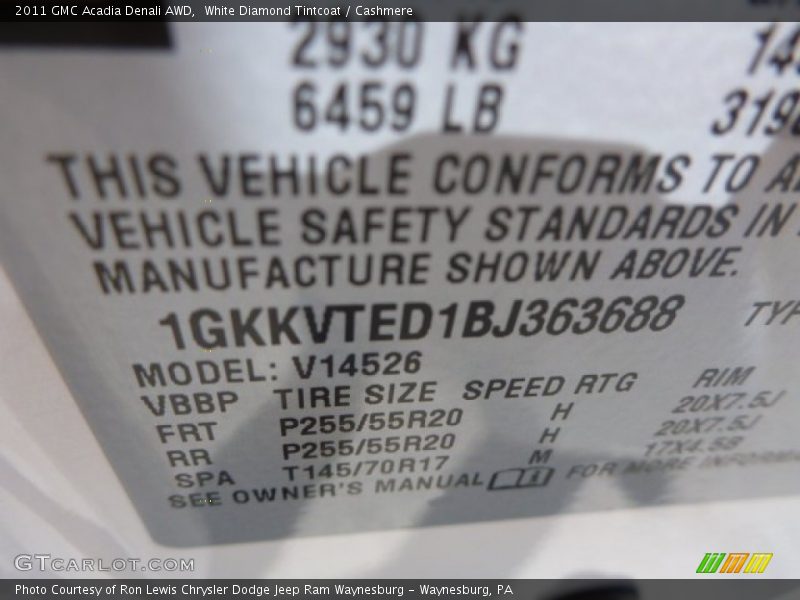 2011 GMC Acadia Denali AWD,  White Diamond Tintcoat / Cashmere
2930 KG
6459 LB
THIS VEHICLE CONFORMS TO
VEHICLE SAFETY STANDARDS IN
MANUFACTURE SHOWN ABOVE.
1GKKVTED1BJ363688
MODEL: V14526
VBBP TIRE SIZE SPEED RTG RIM
FRT P255/55R20 H 20X7.5J
RR P255/55R20 H 20X7.5J
SPA T145/70R17 M 17X4.5B
SEE OWNER'S MANUAL FOR MORE
GTCARLOT.COM
Photo Courtesy of Ron Lewis Chrysler Dodge Jeep Ram Waynesburg - Waynesburg, PA